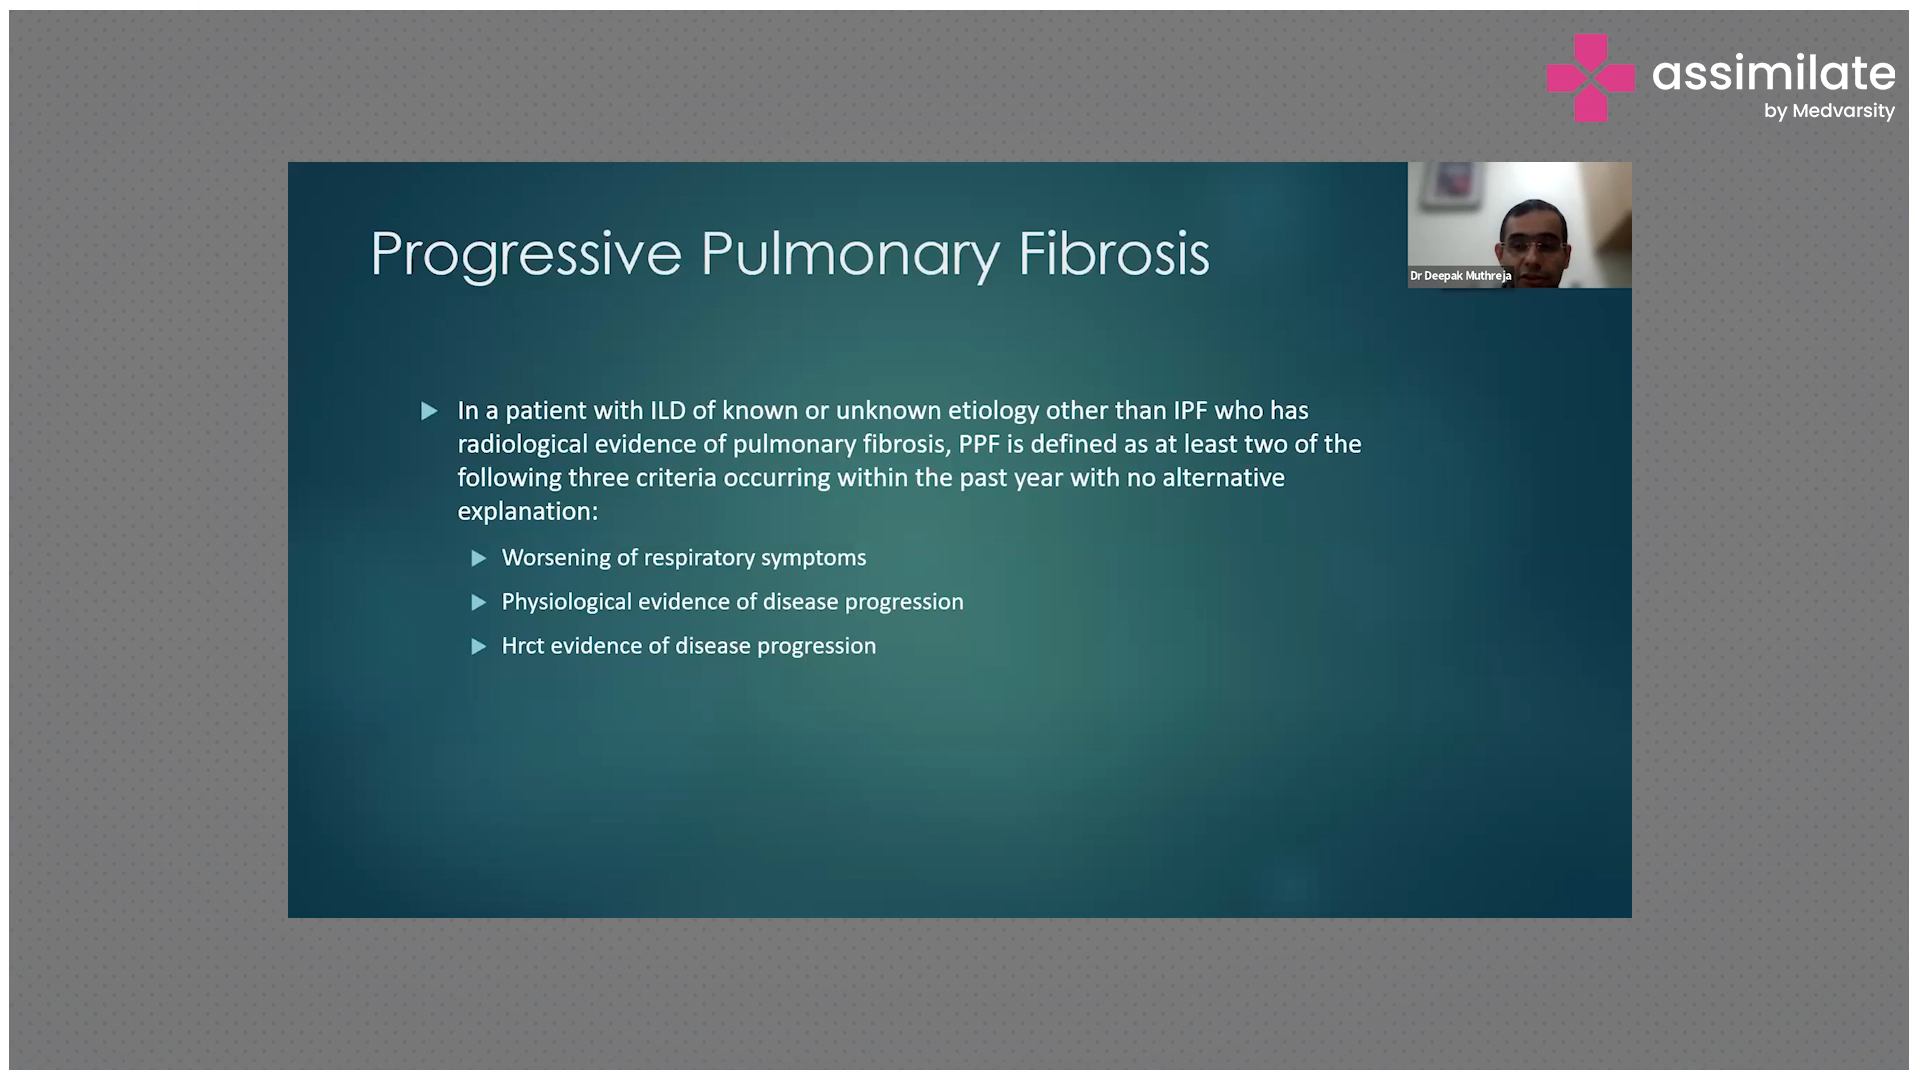 assimilate
by Medvarsity
Progressive Pulmonary Fibrosis
Dr Deepak Muthreja
In a patient with ILD of known or unknown etiology other than IPF who has
radiological evidence of pulmonary fibrosis, PPF is defined as at least two of the
following three criteria occurring within the past year with no alternative
explanation:
Worsening of respiratory symptoms
Physiological evidence of disease progression
Hrct evidence of disease progression